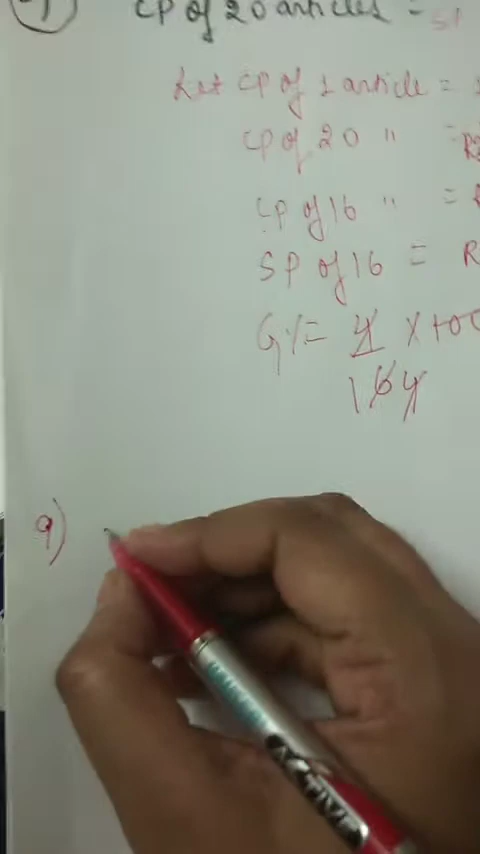 CP of 20 articles =
Let CP of 1 article =
CP of 20 " =
CP of 16 " =
SP of 16 = R
G% = 4 X 100
16 4
9)
ACTIVE